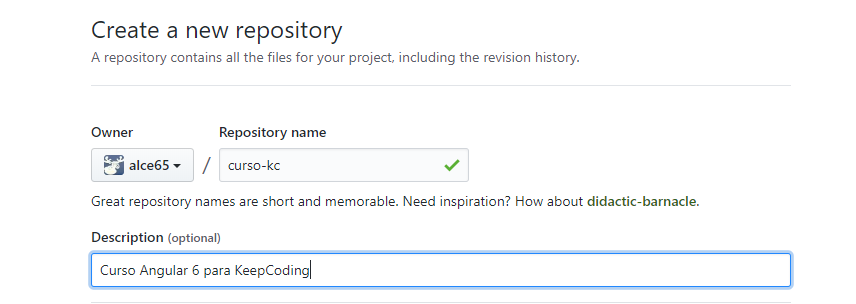 Create a new repository
A repository contains all the files for your project, including the revision history.
Owner Repository name
alce65 / curso-kc
Great repository names are short and memorable. Need inspiration? How about didactic-barnacle.
Description (optional)
Curso Angular 6 para KeepCoding